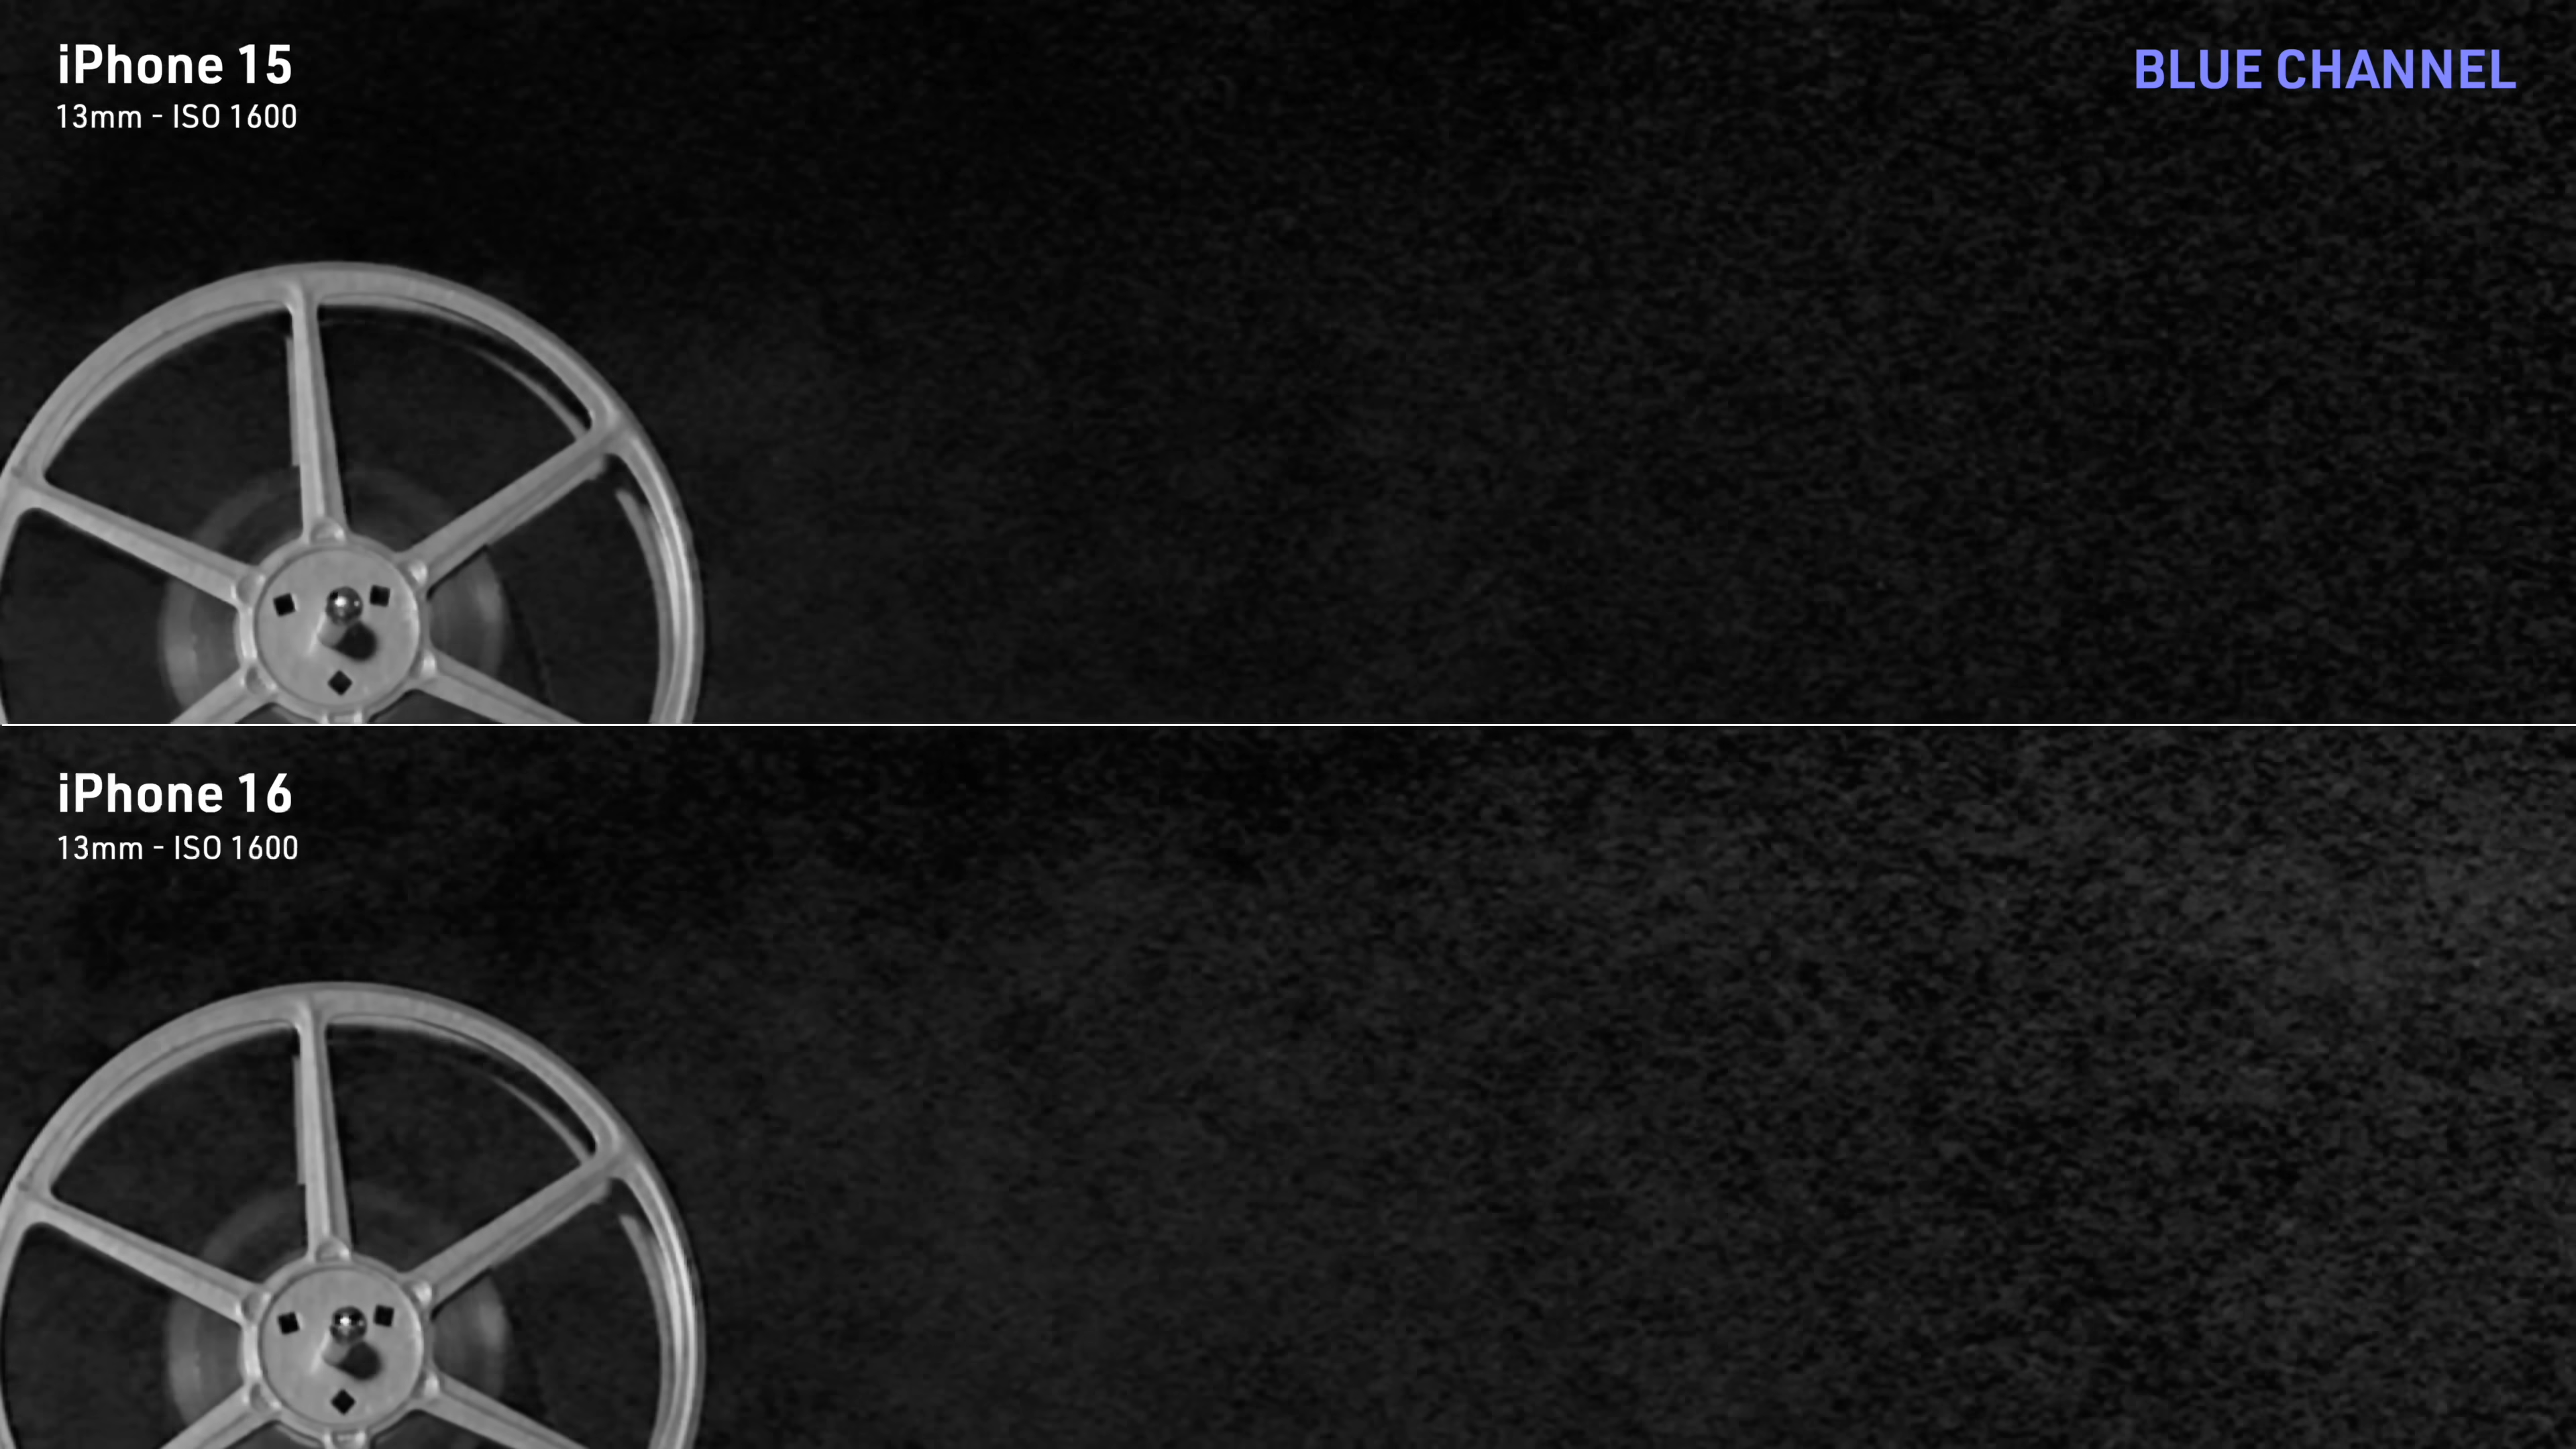 iPhone 15
13mm - ISO 1600
BLUE CHANNEL
iPhone 16
13mm - ISO 1600